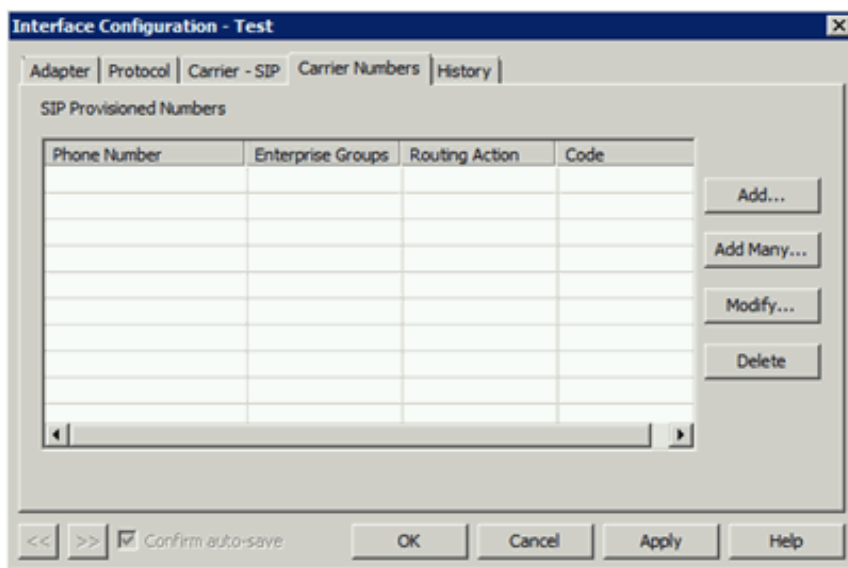 Interface Configuration - Test
Adapter Protocol Carrier - SIP Carrier Numbers History
SIP Provisioned Numbers
Phone Number Enterprise Groups Routing Action Code
Add...
Add Many...
Modify...
Delete
<< >> Confirm auto-save OK Cancel Apply Help